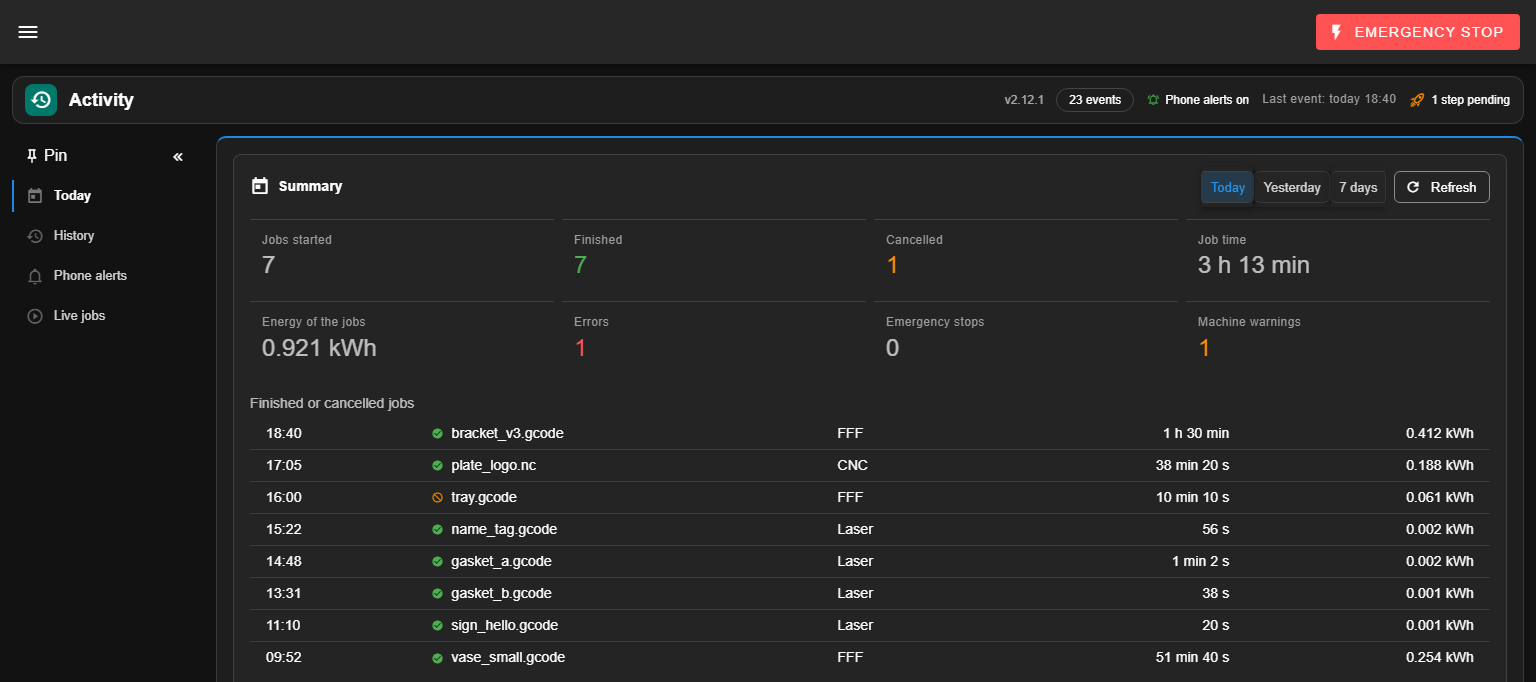 EMERGENCY STOP
Activity
v2.12.1 23 events Phone alerts on Last event: today 18:40 1 step pending
Pin «
Today
History
Phone alerts
Live jobs
Summary
Today Yesterday 7 days Refresh
Jobs started Finished Cancelled Job time
7 7 1 3 h 13 min
Energy of the jobs Errors Emergency stops Machine warnings
0.921 kWh 1 0 1
Finished or cancelled jobs
18:40 bracket_v3.gcode FFF 1 h 30 min 0.412 kWh
17:05 plate_logo.nc CNC 38 min 20 s 0.188 kWh
16:00 tray.gcode FFF 10 min 10 s 0.061 kWh
15:22 name_tag.gcode Laser 56 s 0.002 kWh
14:48 gasket_a.gcode Laser 1 min 2 s 0.002 kWh
13:31 gasket_b.gcode Laser 38 s 0.001 kWh
11:10 sign_hello.gcode Laser 20 s 0.001 kWh
09:52 vase_small.gcode FFF 51 min 40 s 0.254 kWh